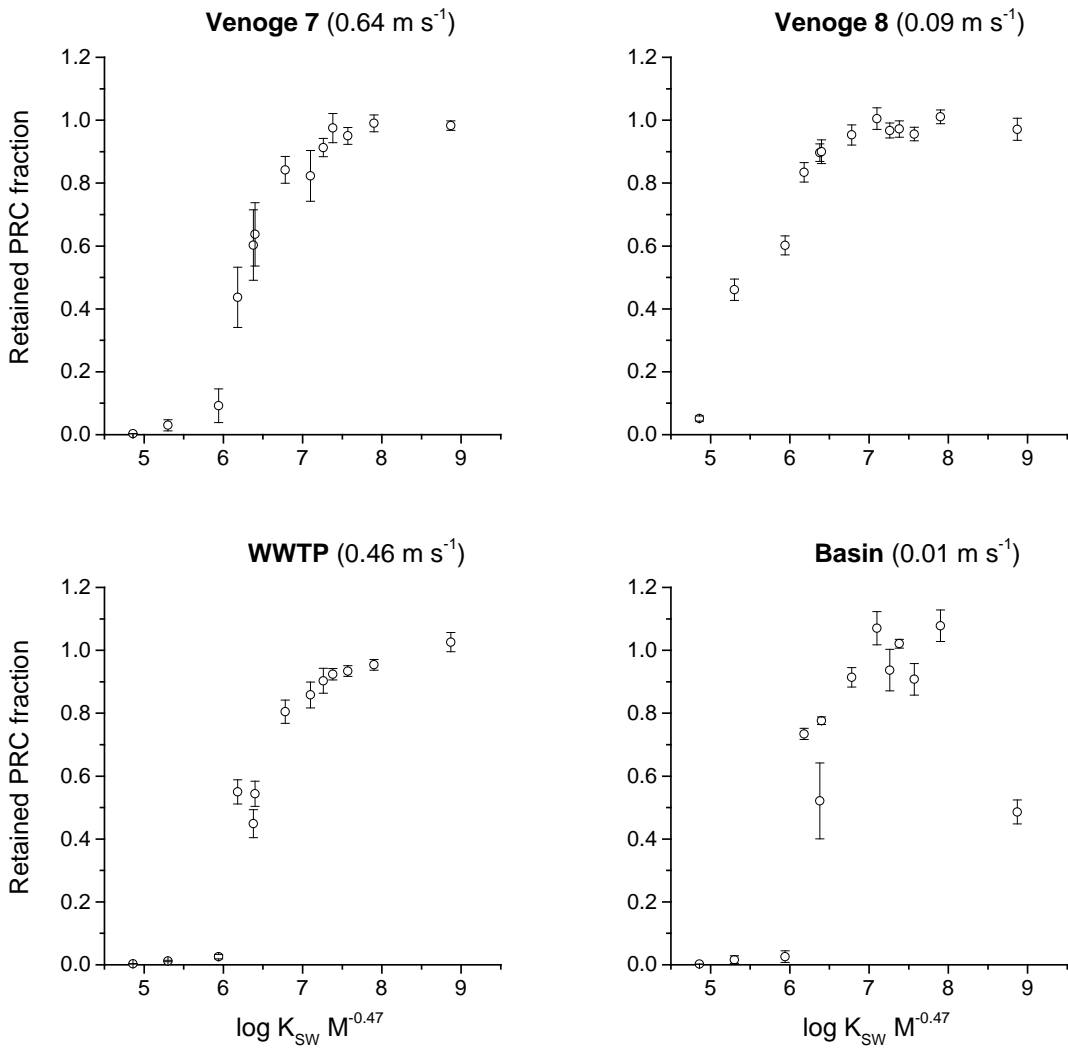 Venoge 7 (0.64 m s⁻¹)
Retained PRC fraction
1.2
1.0
0.8
0.6
0.4
0.2
0.0
5 6 7 8 9
Venoge 8 (0.09 m s⁻¹)
1.2
1.0
0.8
0.6
0.4
0.2
0.0
5 6 7 8 9
WWTP (0.46 m s⁻¹)
Retained PRC fraction
1.2
1.0
0.8
0.6
0.4
0.2
0.0
5 6 7 8 9
log K_SW M^-0.47
Basin (0.01 m s⁻¹)
1.2
1.0
0.8
0.6
0.4
0.2
0.0
5 6 7 8 9
log K_SW M^-0.47